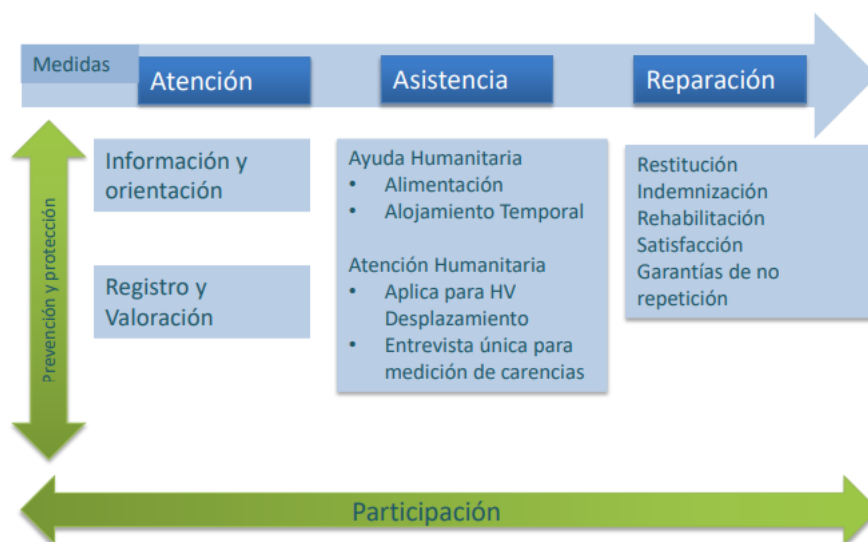 Medidas
Atención
Asistencia
Reparación
Prevención y protección
Información y
orientación
Registro y
Valoración
Ayuda Humanitaria
• Alimentación
• Alojamiento Temporal
Atención Humanitaria
• Aplica para HV
Desplazamiento
• Entrevista única para
medición de carencias
Restitución
Indemnización
Rehabilitación
Satisfacción
Garantías de no
repetición
Participación